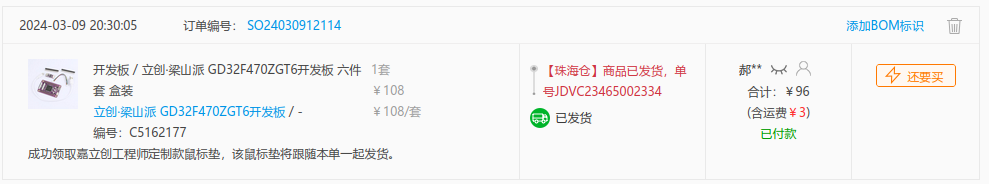 2024-03-09 20:30:05 订单编号： SO24030912114 添加BOM标识
开发板 / 立创·梁山派 GD32F470ZGT6开发板 六件 1套
套 盒装 ￥108
立创·梁山派 GD32F470ZGT6开发板 / - ￥108/套
编号：C5162177
成功领取嘉立创工程师定制款鼠标垫，该鼠标垫将跟随本单一起发货。
【珠海仓】商品已发货，单
号JDVC23465002334
已发货
郝**
合计：￥96
(含运费￥3)
已付款
还要买